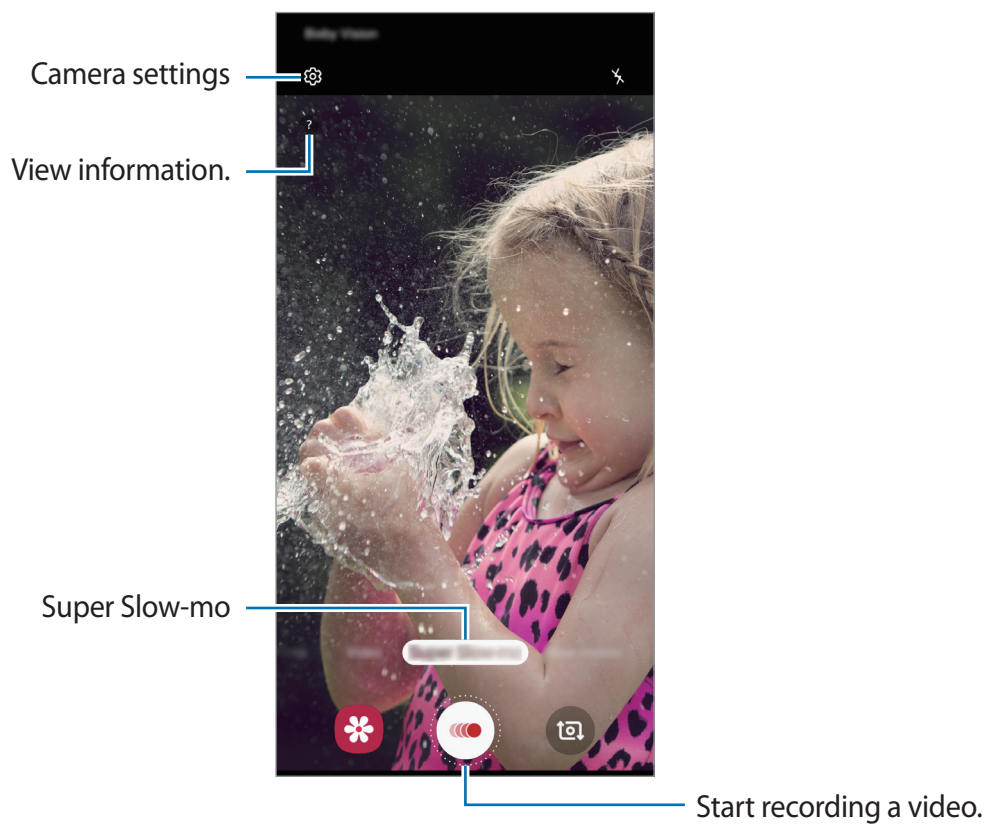 Camera settings
?
View information.
Super Slow-mo
Start recording a video.